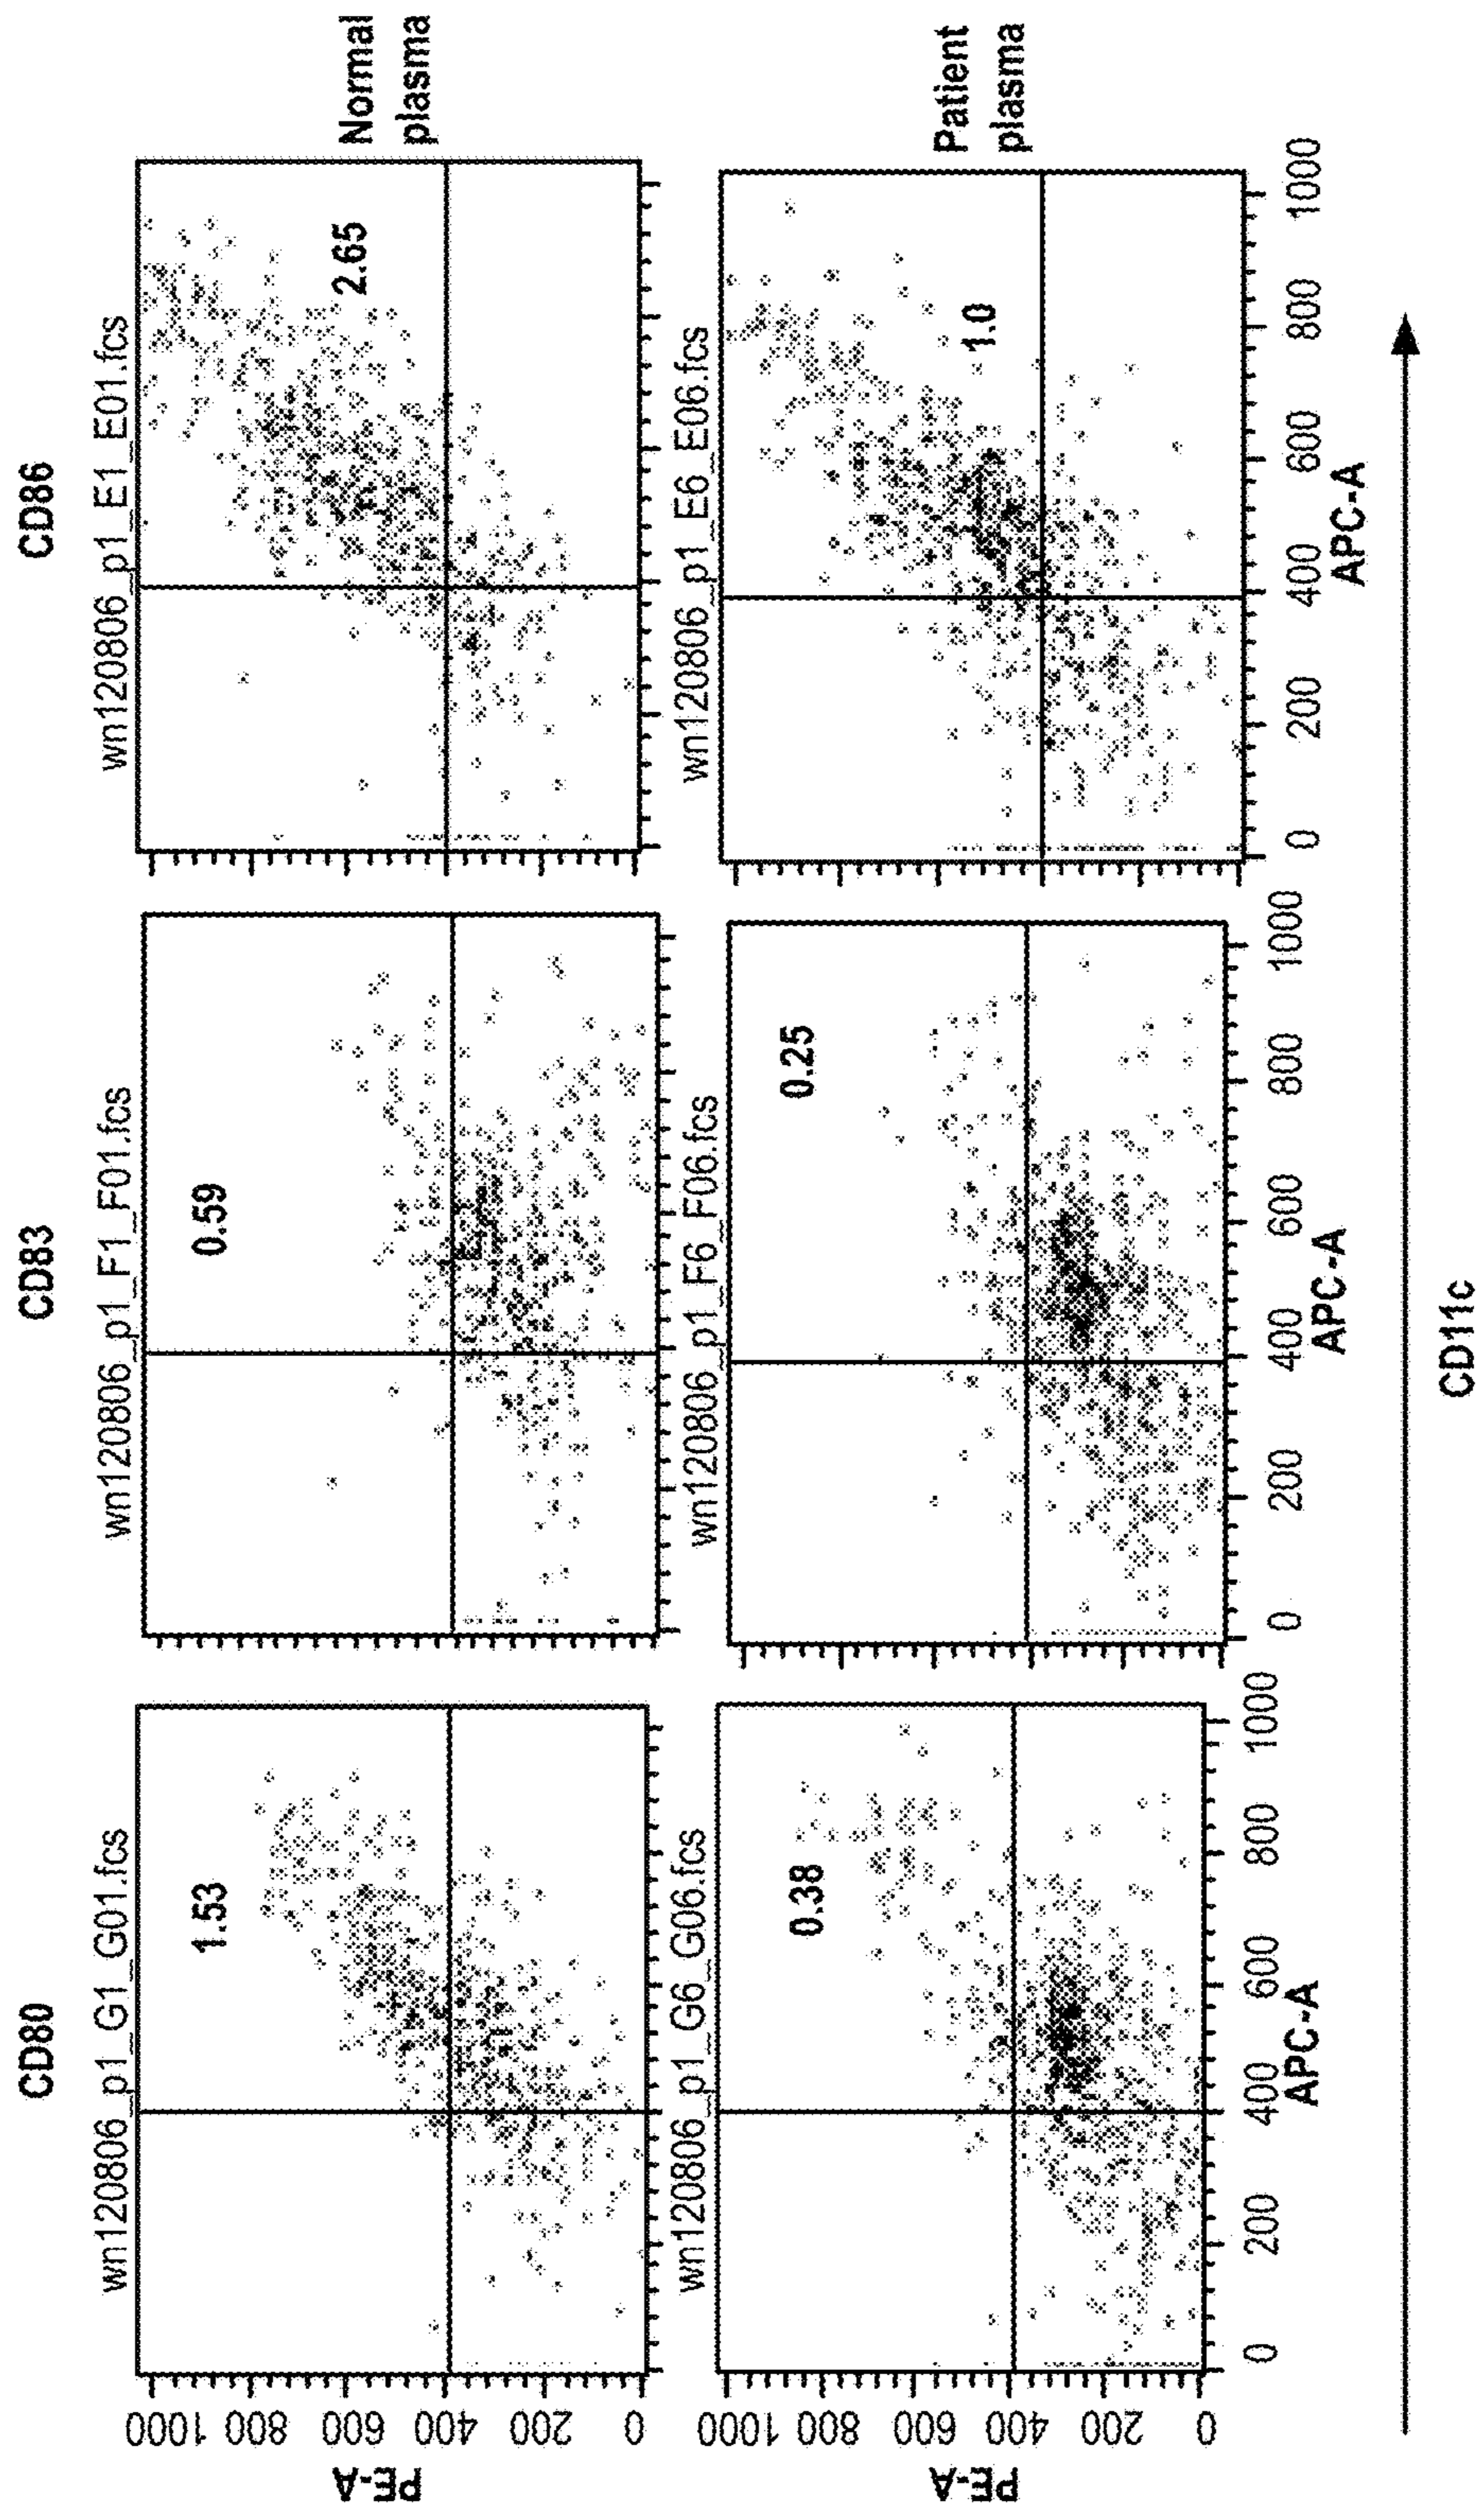 CD80
CD83
CD86
wn120806_p1_G1_G01.fcs
wn120806_p1_F1_F01.fcs
wn120806_p1_E1_E01.fcs
1.53
0.59
2.65
Normal
plasma
PE-A
1000
800
600
400
200
0
wn120806_p1_G6_G06.fcs
wn120806_p1_F6_F06.fcs
wn120806_p1_E6_E06.fcs
0.38
0.25
1.0
Patient
plasma
PE-A
1000
800
600
400
200
0
0 200 400 600 800 1000
0 200 400 600 800 1000
0 200 400 600 800 1000
APC-A
APC-A
APC-A
CD11c